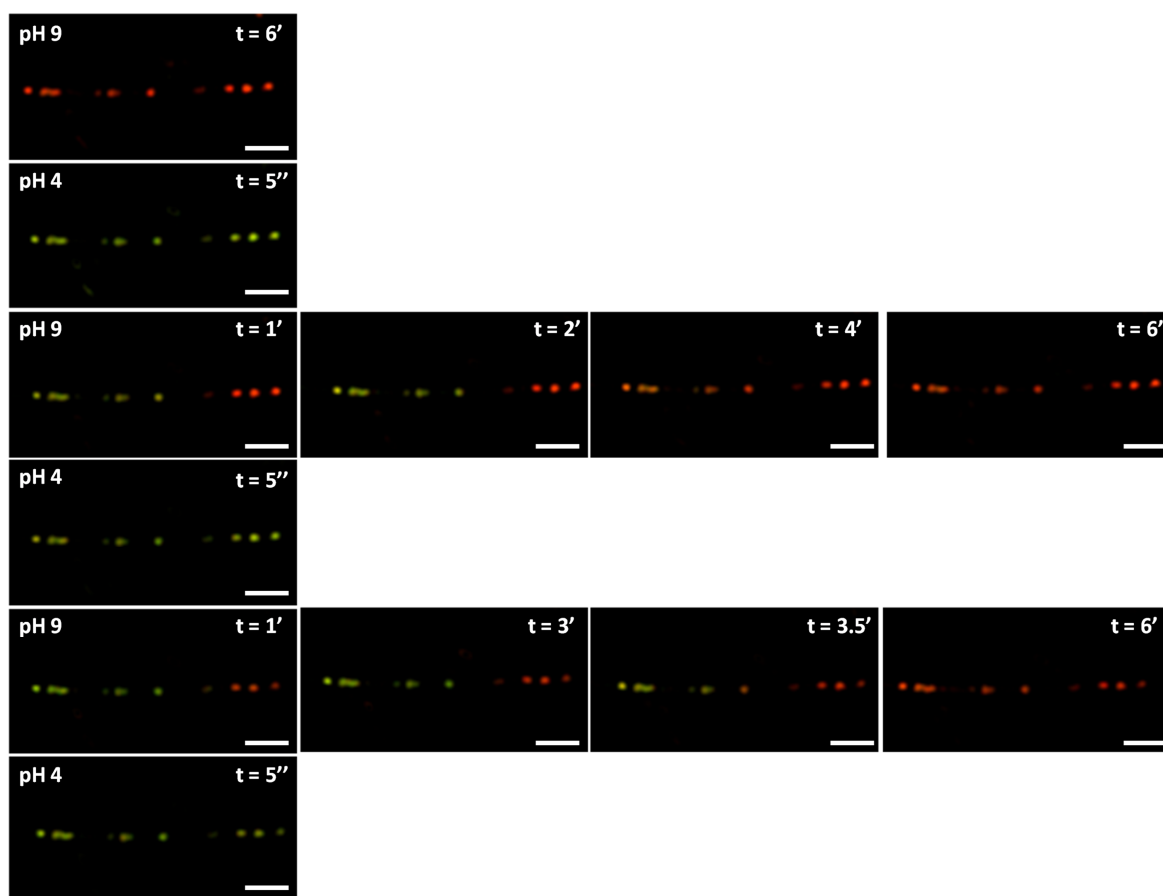 pH 9 t = 6’
pH 4 t = 5’’
pH 9 t = 1’ t = 2’ t = 4’ t = 6’
pH 4 t = 5’’
pH 9 t = 1’ t = 3’ t = 3.5’ t = 6’
pH 4 t = 5’’